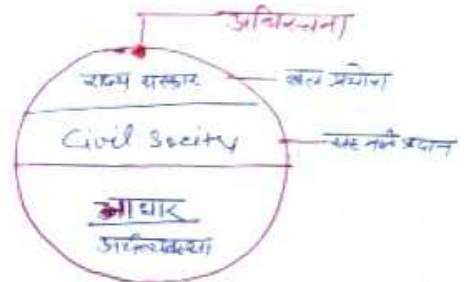 अधिरचना
राज्य सरकार
बल प्रयोग
Civil Society
सहमति प्रदान
आधार
अर्थव्यवस्था